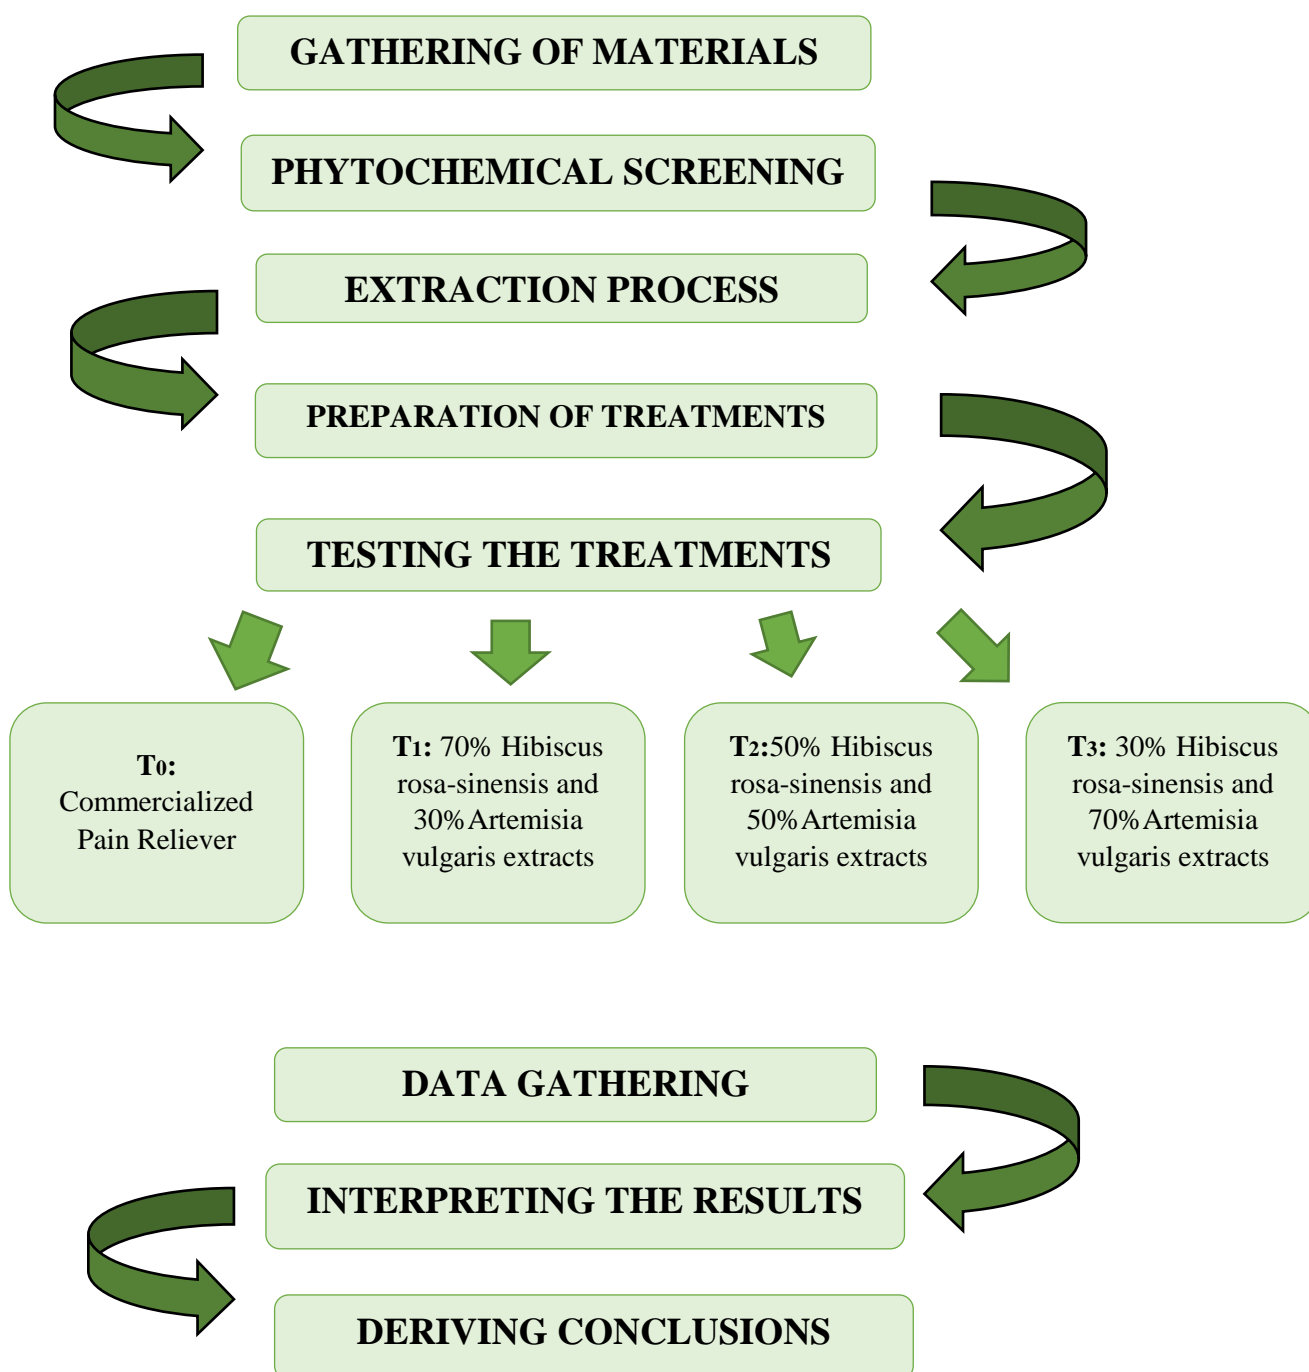 GATHERING OF MATERIALS
PHYTOCHEMICAL SCREENING
EXTRACTION PROCESS
PREPARATION OF TREATMENTS
TESTING THE TREATMENTS
T0:
Commercialized
Pain Reliever
T1: 70% Hibiscus
rosa-sinensis and
30%Artemisia
vulgaris extracts
T2:50% Hibiscus
rosa-sinensis and
50%Artemisia
vulgaris extracts
T3: 30% Hibiscus
rosa-sinensis and
70%Artemisia
vulgaris extracts
DATA GATHERING
INTERPRETING THE RESULTS
DERIVING CONCLUSIONS